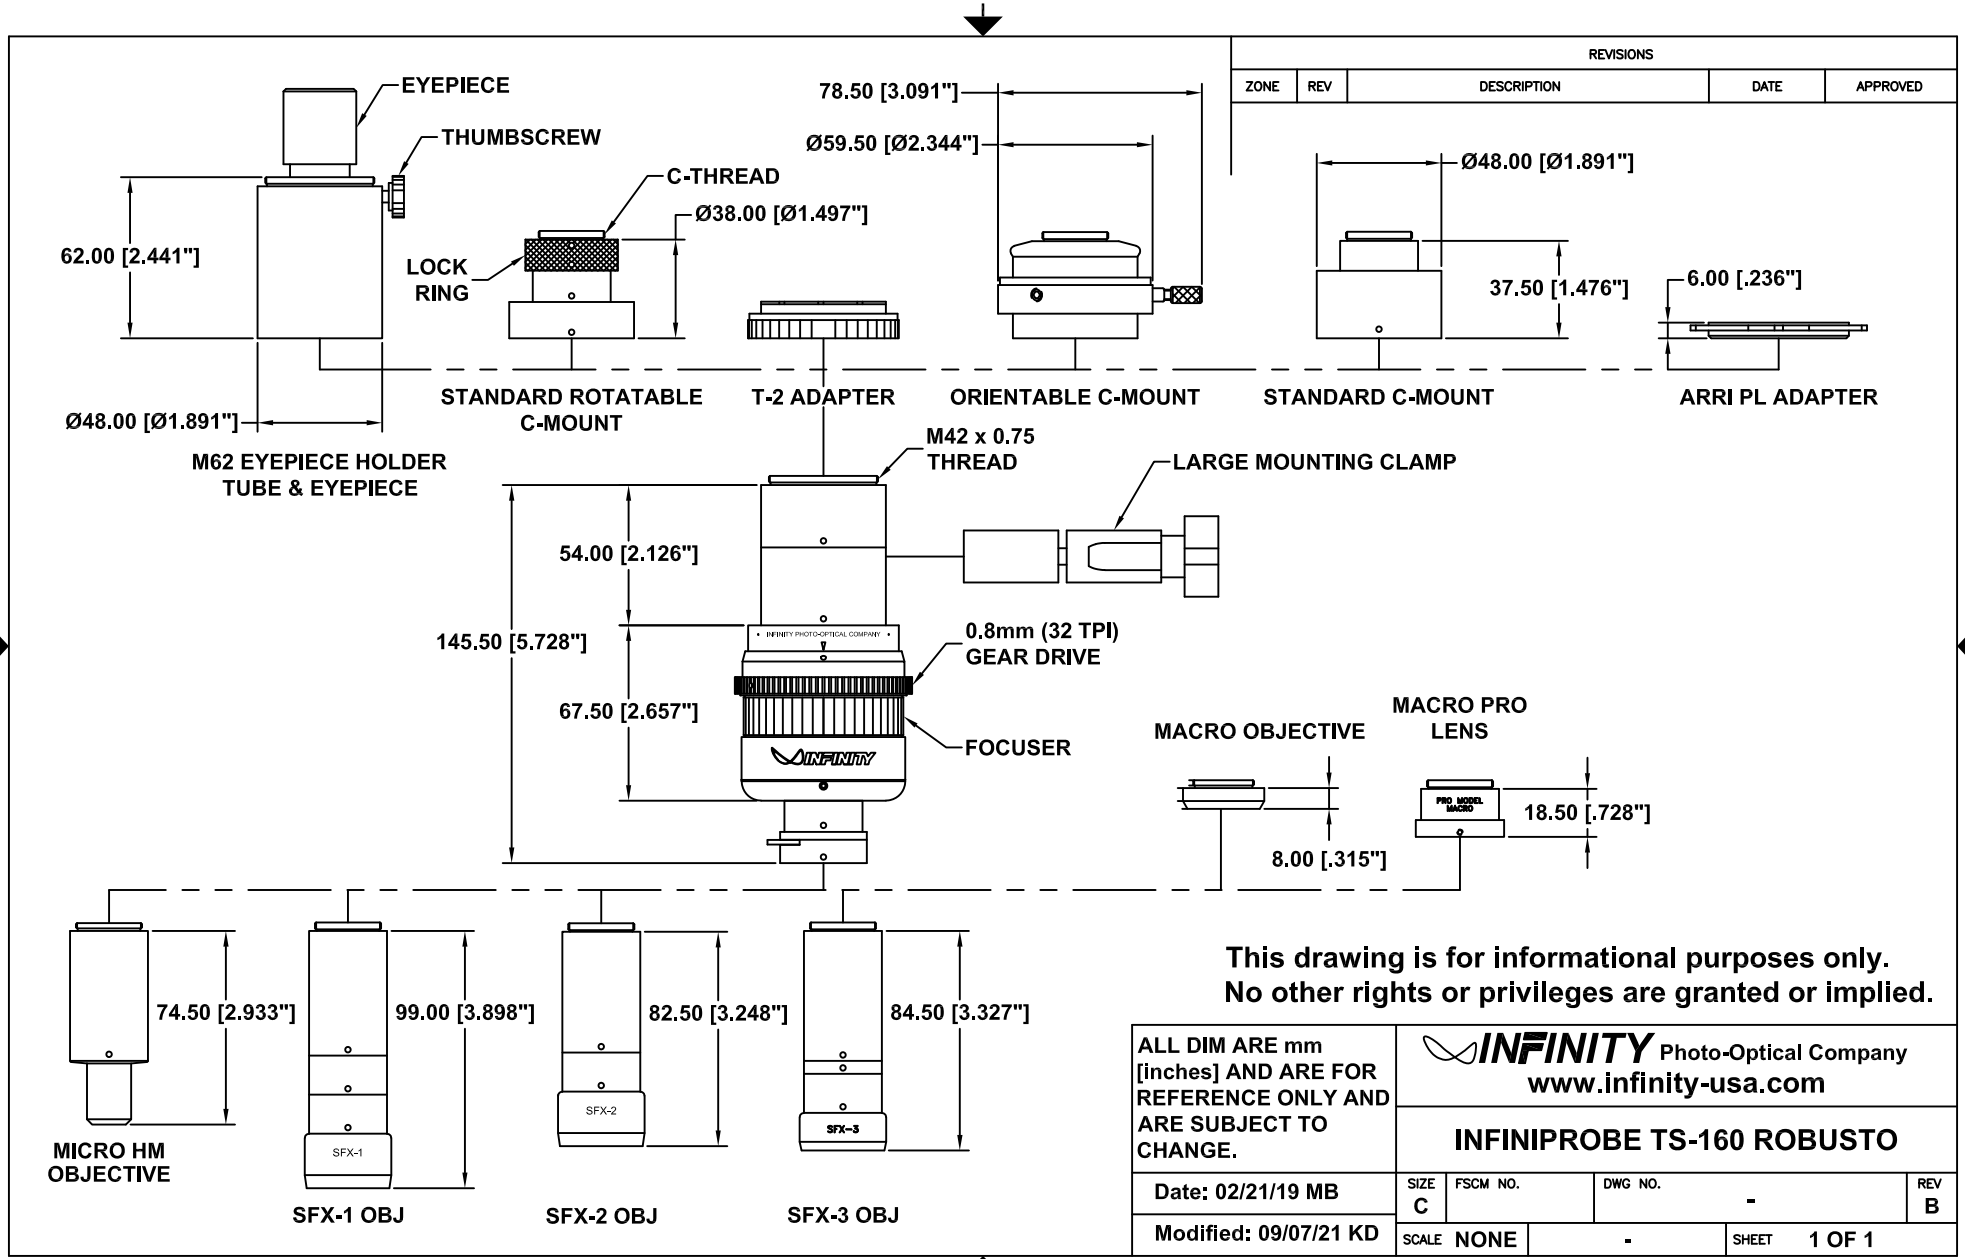 REVISIONS
ZONE REV DESCRIPTION DATE APPROVED
EYEPIECE
THUMBSCREW
62.00 [2.441"]
Ø48.00 [Ø1.891"]
M62 EYEPIECE HOLDER
TUBE & EYEPIECE
C-THREAD
Ø38.00 [Ø1.497"]
LOCK
RING
STANDARD ROTATABLE
C-MOUNT
T-2 ADAPTER
78.50 [3.091"]
Ø59.50 [Ø2.344"]
ORIENTABLE C-MOUNT
Ø48.00 [Ø1.891"]
37.50 [1.476"]
STANDARD C-MOUNT
6.00 [.236"]
ARRI PL ADAPTER
M42 x 0.75
THREAD
LARGE MOUNTING CLAMP
54.00 [2.126"]
145.50 [5.728"]
67.50 [2.657"]
INFINITY PHOTO-OPTICAL COMPANY
0.8mm (32 TPI)
GEAR DRIVE
FOCUSER
INFINITY
MACRO OBJECTIVE
8.00 [.315"]
MACRO PRO
LENS
PRO MODEL
MACRO
18.50 [.728"]
74.50 [2.933"]
MICRO HM
OBJECTIVE
99.00 [3.898"]
SFX-1
SFX-1 OBJ
82.50 [3.248"]
SFX-2
SFX-2 OBJ
84.50 [3.327"]
SFX-3
SFX-3 OBJ
This drawing is for informational purposes only.
No other rights or privileges are granted or implied.
ALL DIM ARE mm
[inches] AND ARE FOR
REFERENCE ONLY AND
ARE SUBJECT TO
CHANGE.
Date: 02/21/19 MB
Modified: 09/07/21 KD
INFINITY Photo-Optical Company
www.infinity-usa.com
INFINIPROBE TS-160 ROBUSTO
SIZE FSCM NO. DWG NO. REV
C - B
SCALE NONE - SHEET 1 OF 1